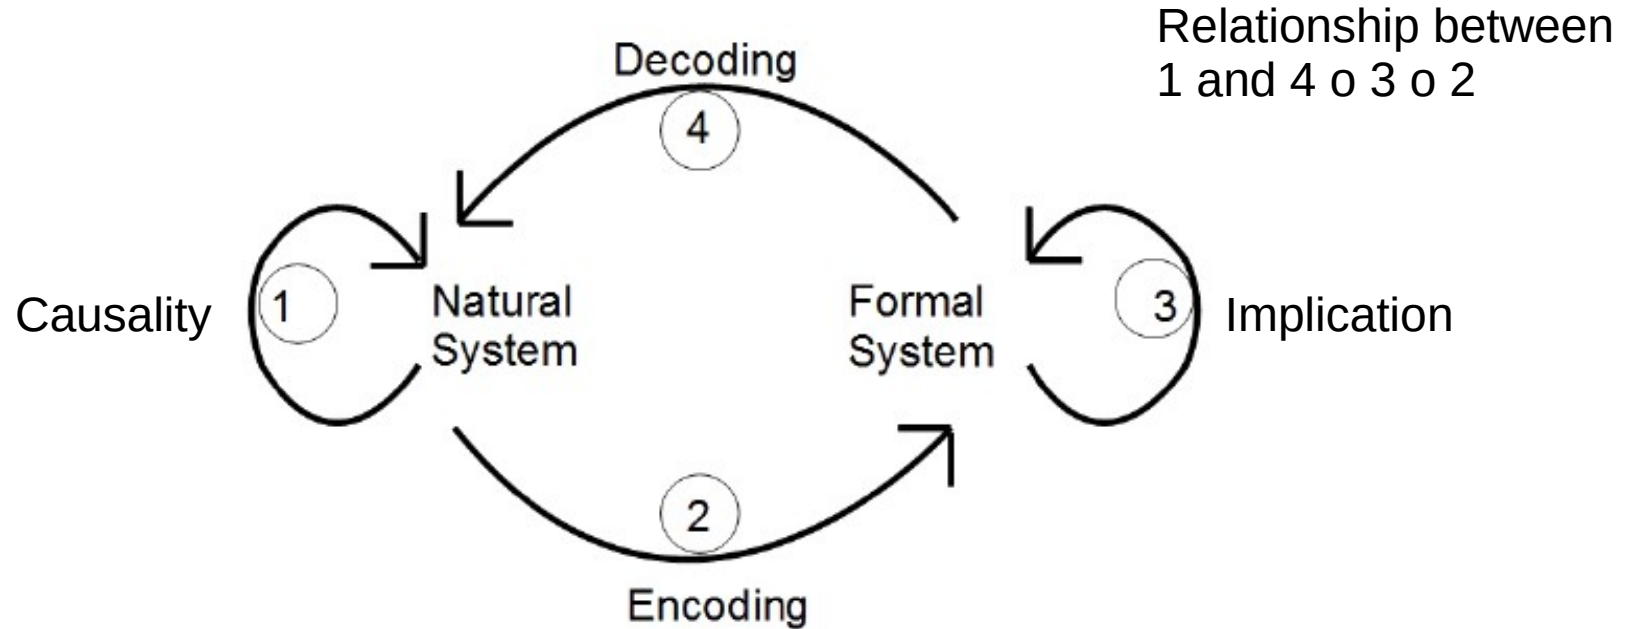 Relationship between
1 and 4 o 3 o 2
Decoding
4
Causality
1
Natural
System
Formal
System
3
Implication
2
Encoding